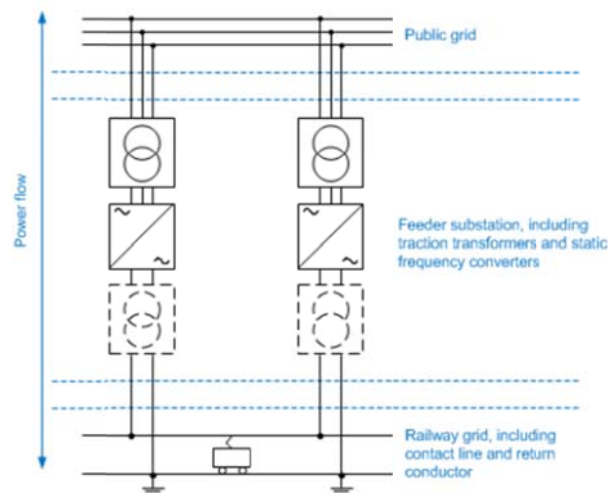 Public grid
Power flow
Feeder substation, including
traction transformers and static
frequency converters
Railway grid, including
contact line and return
conductor